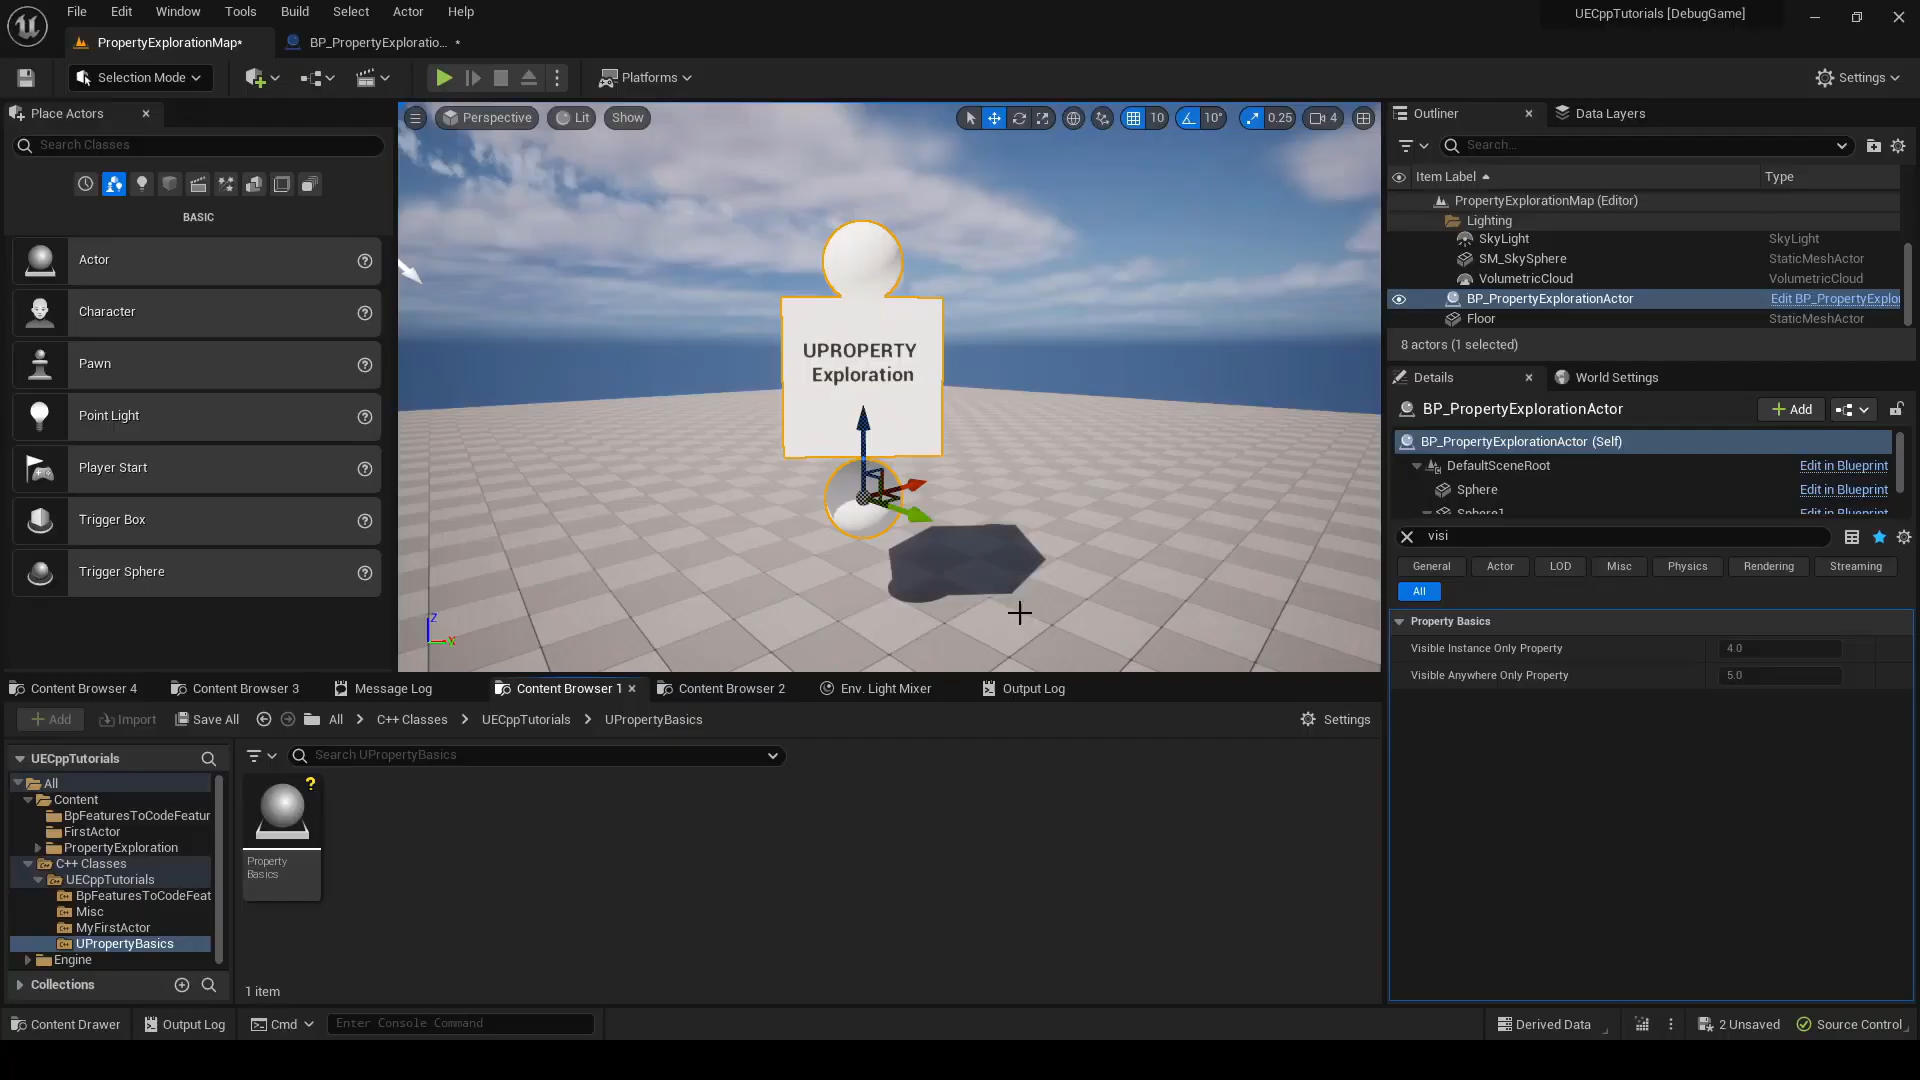 File Edit Window Tools Build Select Actor Help
UECppTutorials [DebugGame]
PropertyExplorationMap*
BP_PropertyExploratio... *
Selection Mode
Platforms
Settings
Place Actors
Search Classes
BASIC
Actor
Character
Pawn
Point Light
Player Start
Trigger Box
Trigger Sphere
Perspective
Lit
Show
10
10°
0.25
4
UPROPERTY
Exploration
Z
Outliner
Data Layers
Search...
Item Label
Type
PropertyExplorationMap (Editor)
Lighting
SkyLight SkyLight
SM_SkySphere StaticMeshActor
VolumetricCloud VolumetricCloud
BP_PropertyExplorationActor Edit BP_PropertyExplo
Floor StaticMeshActor
8 actors (1 selected)
Details
World Settings
BP_PropertyExplorationActor
Add
BP_PropertyExplorationActor (Self)
DefaultSceneRoot Edit in Blueprint
Sphere Edit in Blueprint
Sphere1 Edit in Blueprint
visi
General Actor LOD Misc Physics Rendering Streaming
All
Property Basics
Visible Instance Only Property 4.0
Visible Anywhere Only Property 5.0
Content Browser 4
Content Browser 3
Message Log
Content Browser 1
Content Browser 2
Env. Light Mixer
Output Log
Add
Import
Save All
All
C++ Classes
UECppTutorials
UPropertyBasics
Settings
UECppTutorials
All
Content
BpFeaturesToCodeFeatur
FirstActor
PropertyExploration
C++ Classes
UECppTutorials
BpFeaturesToCodeFeat
Misc
MyFirstActor
UPropertyBasics
Engine
Collections
Search UPropertyBasics
?
Property
Basics
1 item
Content Drawer
Output Log
Cmd
Enter Console Command
Derived Data
2 Unsaved
Source Control